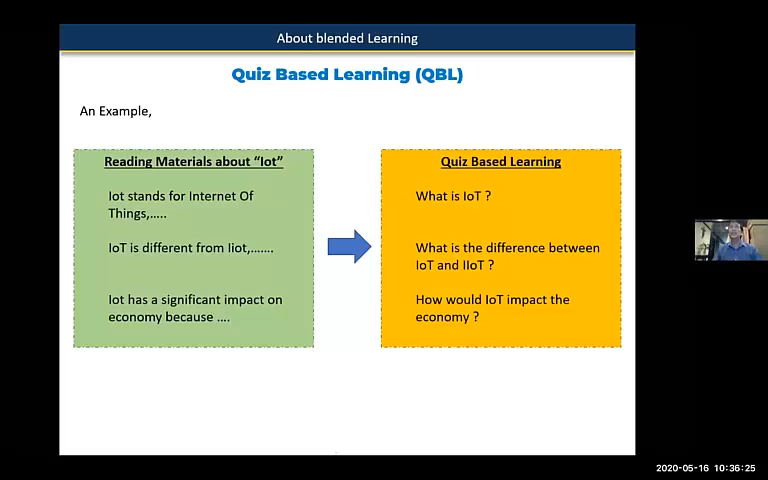 About blended Learning
Quiz Based Learning (QBL)
An Example,
Reading Materials about “Iot”
Iot stands for Internet Of
Things,…..
IoT is different from Iiot,…….
Iot has a significant impact on
economy because ….
Quiz Based Learning
What is IoT ?
What is the difference between
IoT and IIoT ?
How would IoT impact the
economy ?
2020-05-16 10:36:25